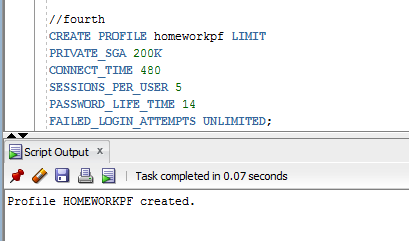 //fourth
CREATE PROFILE homeworkpf LIMIT
PRIVATE_SGA 200K
CONNECT_TIME 480
SESSIONS_PER_USER 5
PASSWORD_LIFE_TIME 14
FAILED_LOGIN_ATTEMPTS UNLIMITED;
Script Output x
Task completed in 0.07 seconds
Profile HOMEWORKPF created.